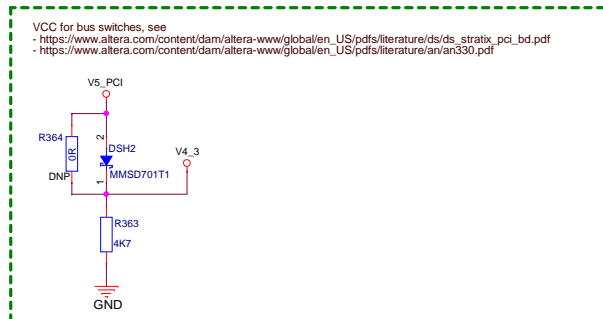 VCC for bus switches, see
- https://www.altera.com/content/dam/altera-www/global/en_US/pdfs/literature/ds/ds_stratix_pci_bd.pdf
- https://www.altera.com/content/dam/altera-www/global/en_US/pdfs/literature/an/an330.pdf
V5_PCI
R364
0R
DNP
2
DSH2
MMSD701T1
1
V4_3
R363
4K7
GND